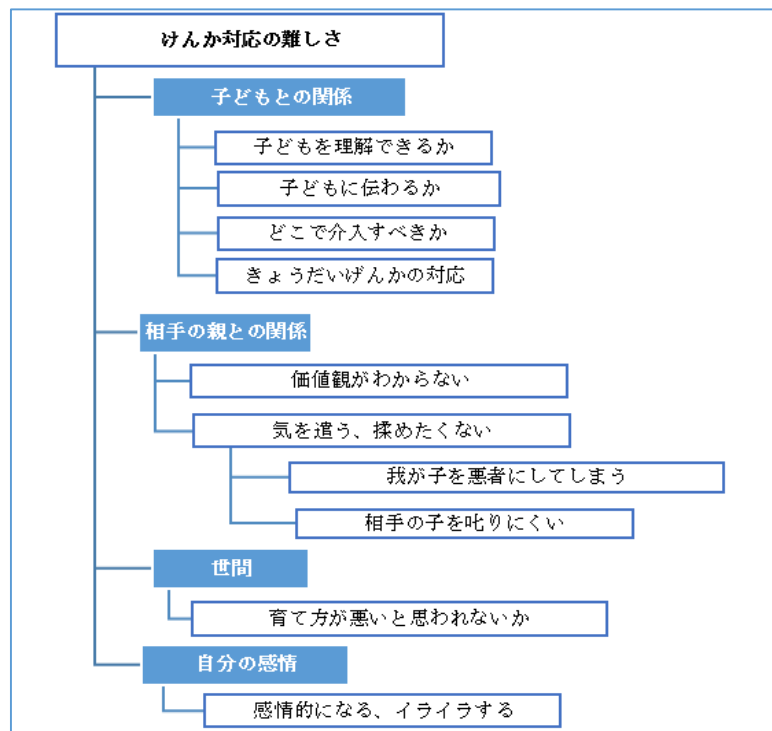 けんか対応の難しさ
子どもとの関係
子どもを理解できるか
子どもに伝わるか
どこで介入すべきか
きょうだいげんかの対応
相手の親との関係
価値観がわからない
気を遣う、揉めたくない
我が子を悪者にしてしまう
相手の子を叱りにくい
世間
育て方が悪いと思われないか
自分の感情
感情的になる、イライラする